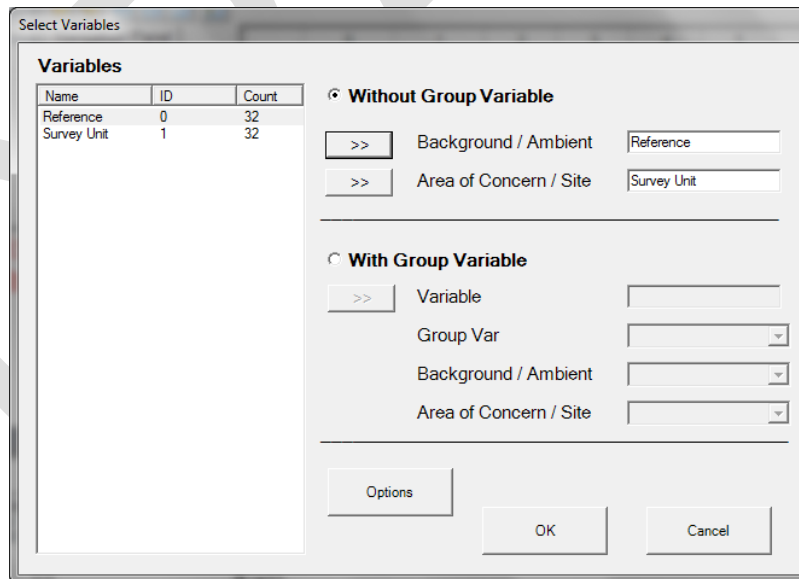 Select Variables
Variables
Name ID Count
Reference 0 32
Survey Unit 1 32
Without Group Variable
>> Background / Ambient Reference
>> Area of Concern / Site Survey Unit
With Group Variable
>> Variable
Group Var
Background / Ambient
Area of Concern / Site
Options
OK Cancel